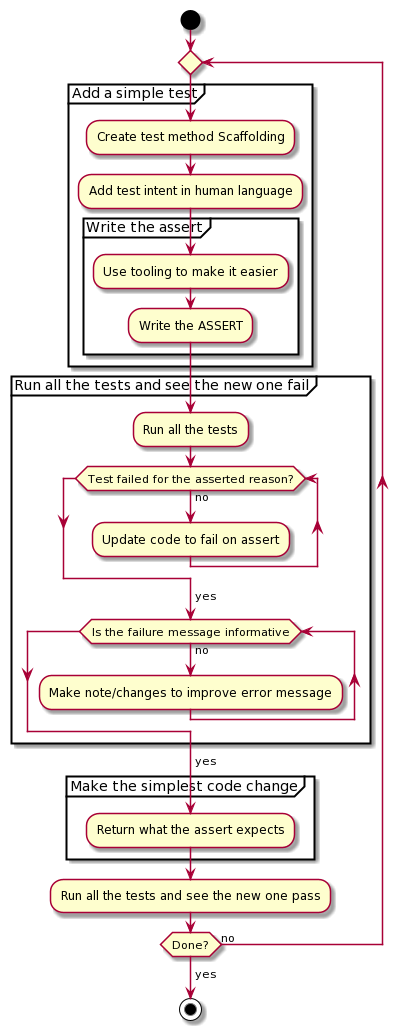 Add a simple test
Create test method Scaffolding
Add test intent in human language
Write the assert
Use tooling to make it easier
Write the ASSERT
Run all the tests and see the new one fail
Run all the tests
Test failed for the asserted reason?
no
Update code to fail on assert
yes
Is the failure message informative
no
Make note/changes to improve error message
yes
Make the simplest code change
Return what the assert expects
Run all the tests and see the new one pass
Done?
no
yes